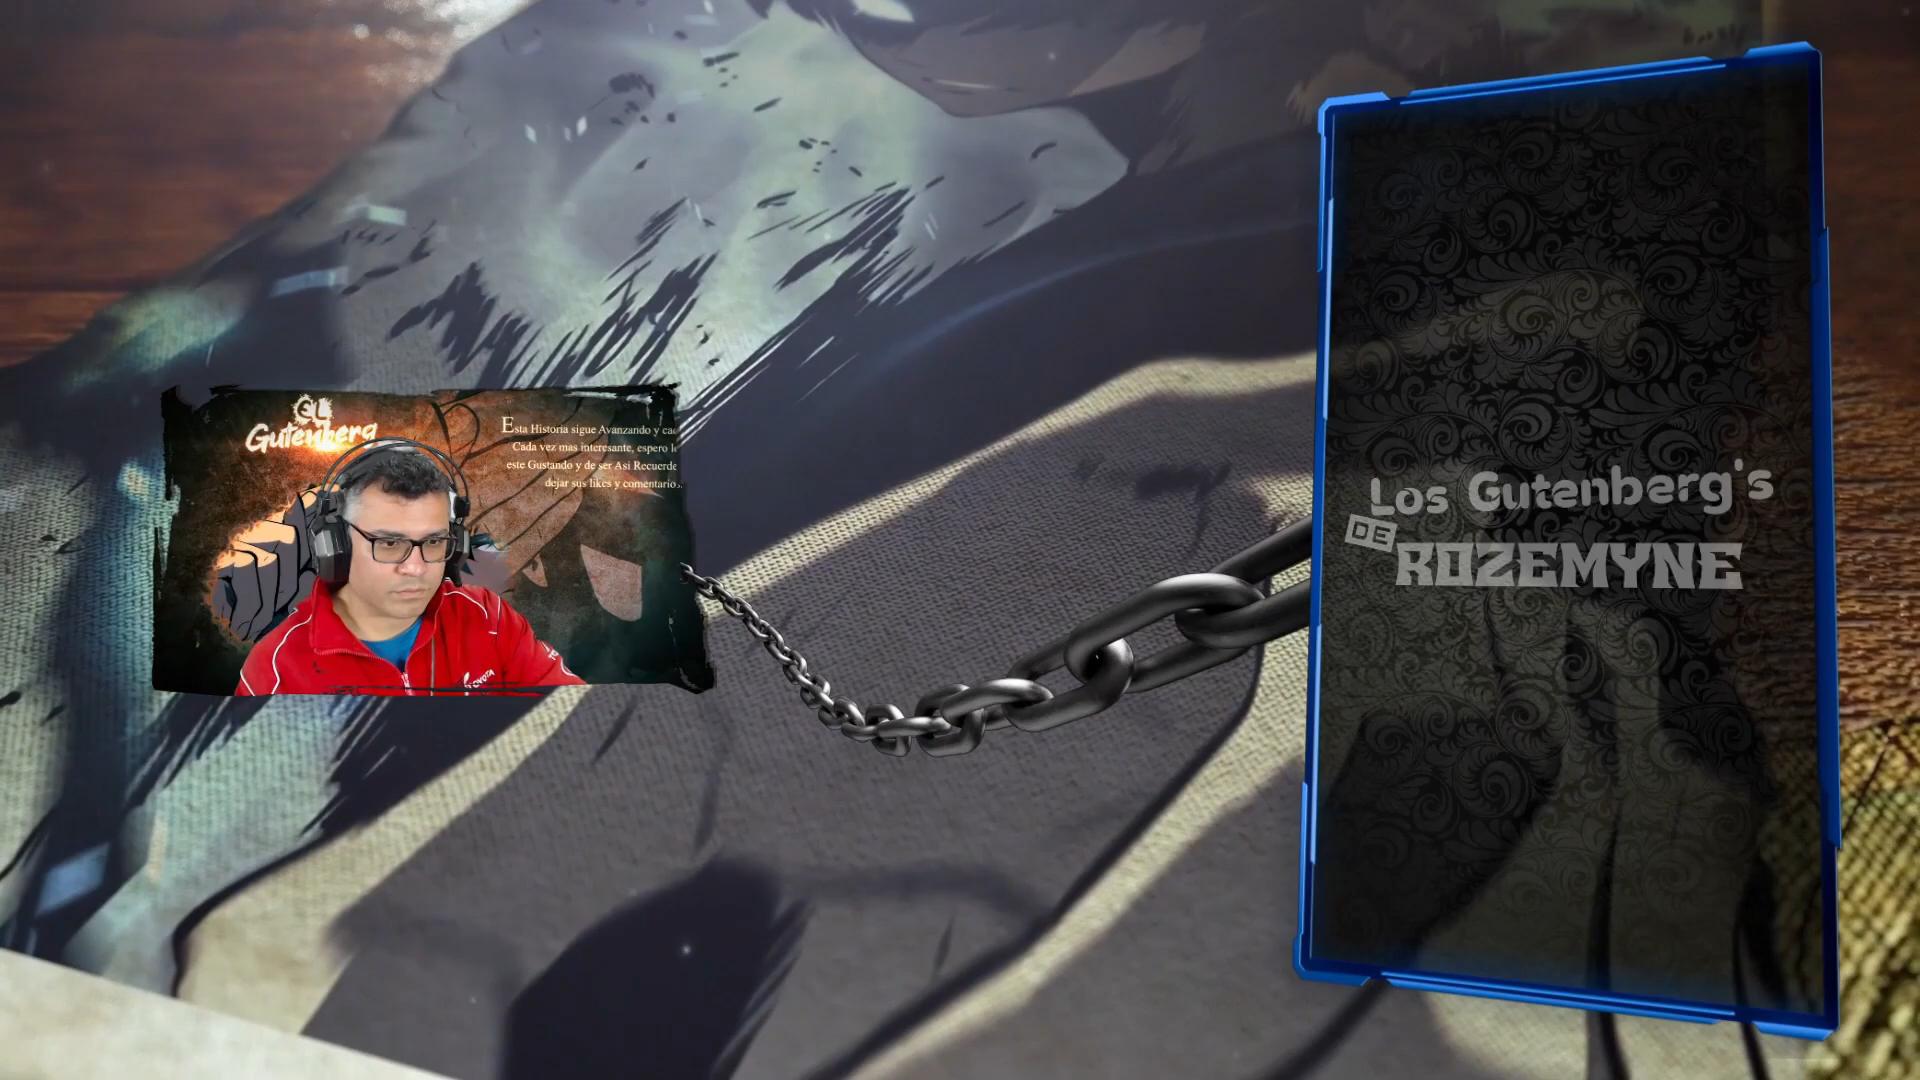 EL
Gutenberg
Esta Historia sigue Avanzando y
Cada vez mas interesante, espero
este Gustando y de ser Asi
dejar sus likes y comentarios
TOYOTA
Los Gutenberg's
DE
ROZEMYNE